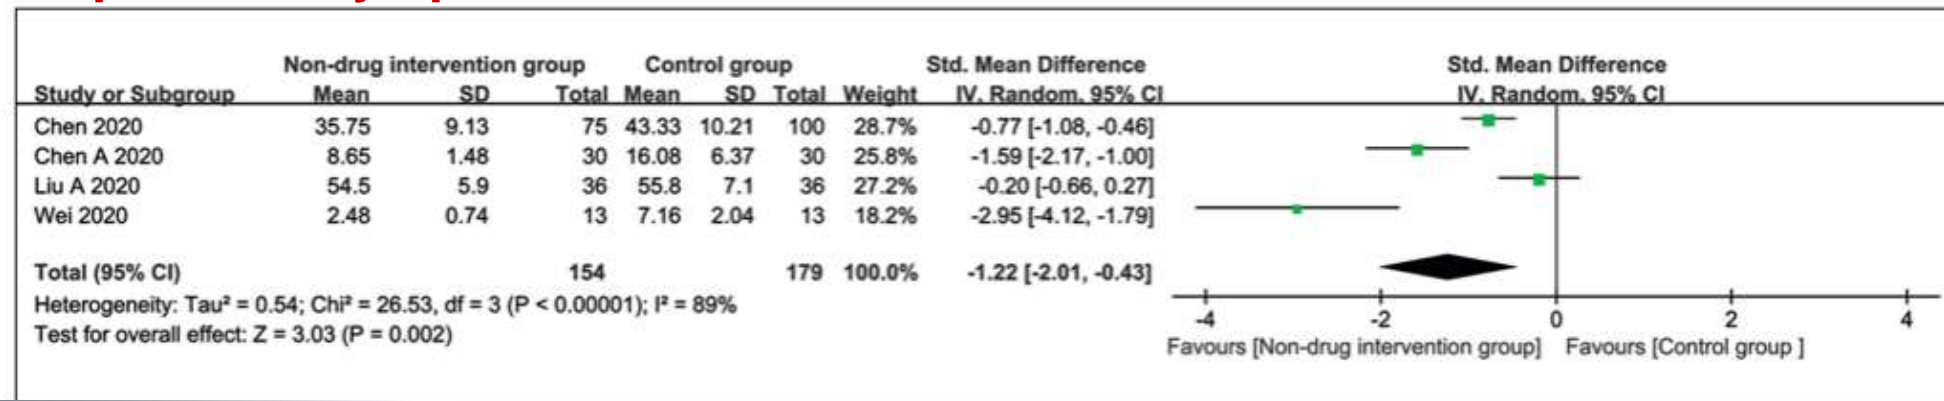 Non-drug intervention group Control group Std. Mean Difference Std. Mean Difference
Study or Subgroup Mean SD Total Mean SD Total Weight IV. Random. 95% CI IV. Random. 95% CI
Chen 2020 35.75 9.13 75 43.33 10.21 100 28.7% -0.77 [-1.08, -0.46]
Chen A 2020 8.65 1.48 30 16.08 6.37 30 25.8% -1.59 [-2.17, -1.00]
Liu A 2020 54.5 5.9 36 55.8 7.1 36 27.2% -0.20 [-0.66, 0.27]
Wei 2020 2.48 0.74 13 7.16 2.04 13 18.2% -2.95 [-4.12, -1.79]
Total (95% CI) 154 179 100.0% -1.22 [-2.01, -0.43]
Heterogeneity: Tau² = 0.54; Chi² = 26.53, df = 3 (P < 0.00001); I² = 89%
Test for overall effect: Z = 3.03 (P = 0.002)
-4 -2 0 2 4
Favours [Non-drug intervention group] Favours [Control group ]